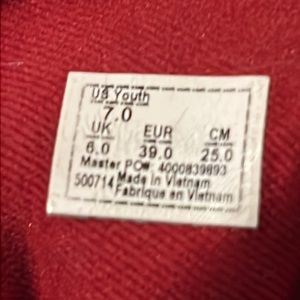 US Youth
7.0
UK EUR CM
6.0 39.0 25.0
Master PO#: 4000839893
500714 Made in Vietnam
Fabrique en Vietnam